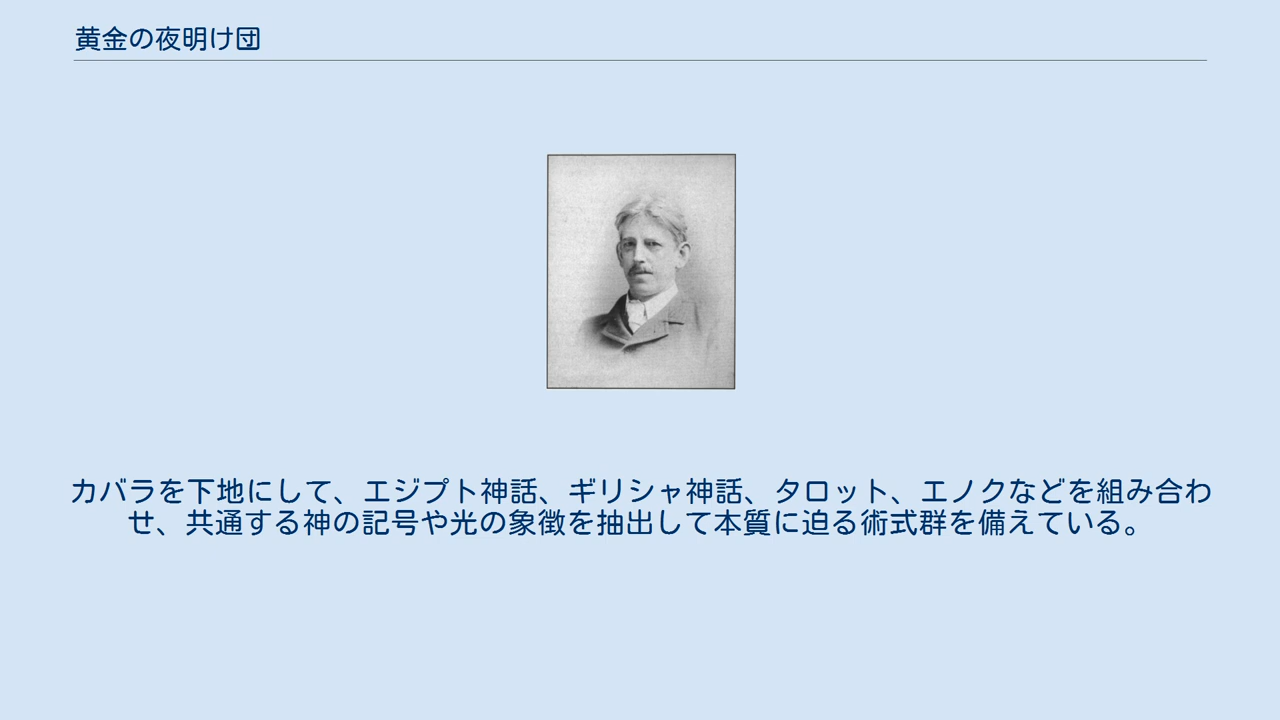 黄金の夜明け団
カバラを下地にして、エジプト神話、ギリシャ神話、タロット、エノクなどを組み合わ
せ、共通する神の記号や光の象徴を抽出して本質に迫る術式群を備えている。